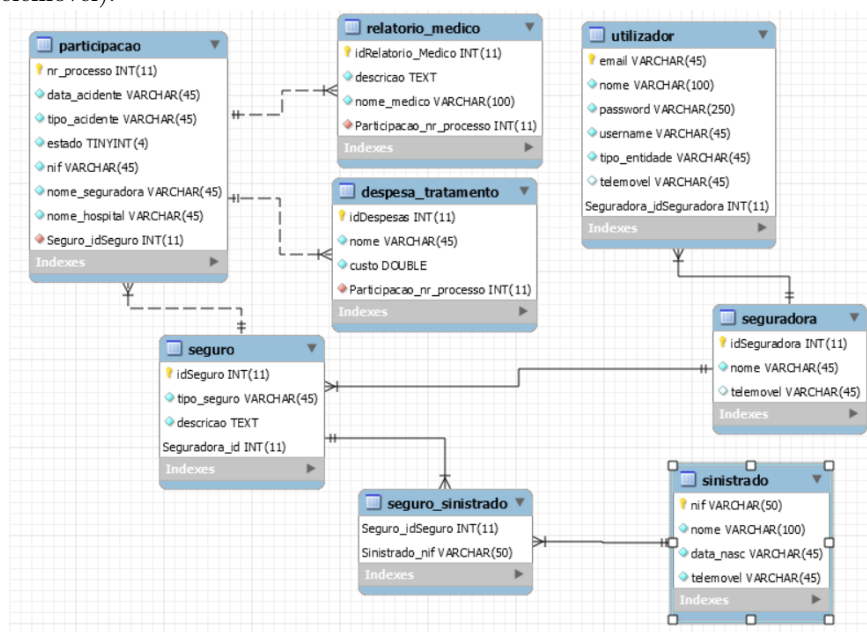 participacao
nr_processo INT(11)
data_acidente VARCHAR(45)
tipo_acidente VARCHAR(45)
estado TINYINT(4)
nif VARCHAR(45)
nome_seguradora VARCHAR(45)
nome_hospital VARCHAR(45)
Seguro_idSeguro INT(11)
Indexes
relatorio_medico
idRelatorio_Medico INT(11)
descricao TEXT
nome_medico VARCHAR(100)
Participacao_nr_processo INT(11)
Indexes
utilizador
email VARCHAR(45)
nome VARCHAR(100)
password VARCHAR(250)
username VARCHAR(45)
tipo_entidade VARCHAR(45)
telemovel VARCHAR(45)
Seguradora_idSeguradora INT(11)
Indexes
despesa_tratamento
idDespesas INT(11)
nome VARCHAR(45)
custo DOUBLE
Participacao_nr_processo INT(11)
Indexes
seguro
idSeguro INT(11)
tipo_seguro VARCHAR(45)
descricao TEXT
Seguradora_id INT(11)
Indexes
seguradora
idSeguradora INT(11)
nome VARCHAR(45)
telemovel VARCHAR(45)
Indexes
seguro_sinistrado
Seguro_idSeguro INT(11)
Sinistrado_nif VARCHAR(50)
Indexes
sinistrado
nif VARCHAR(50)
nome VARCHAR(100)
data_nasc VARCHAR(45)
telemovel VARCHAR(45)
Indexes